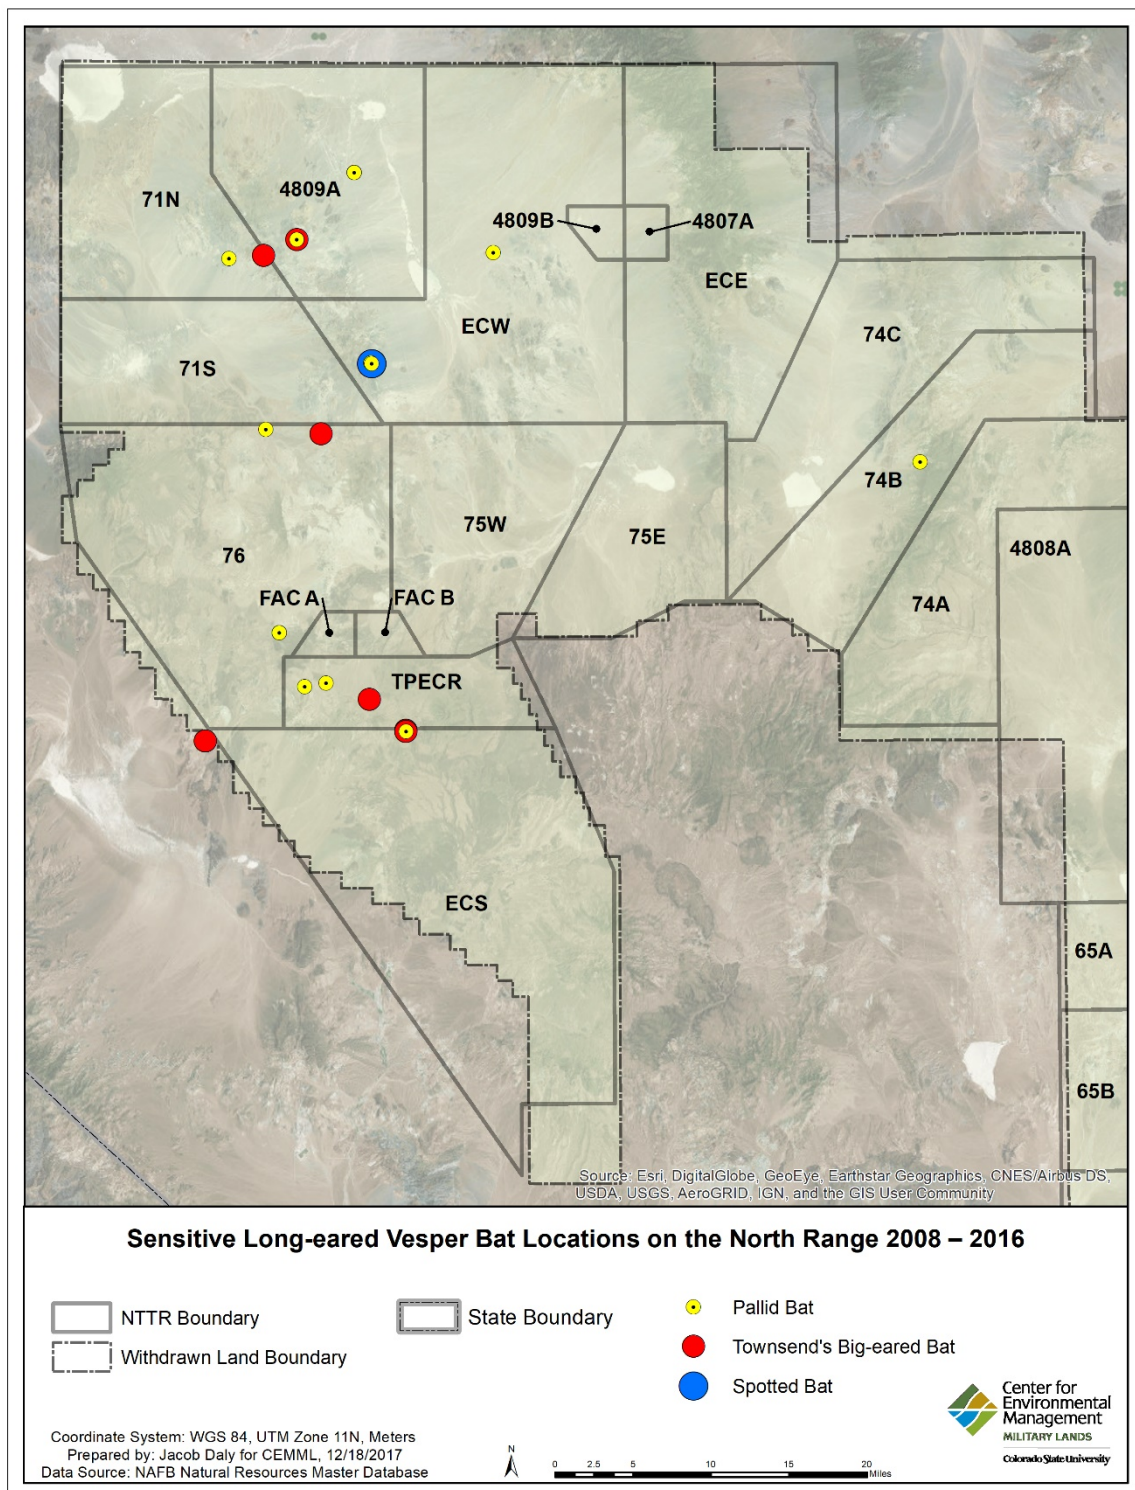 71N
4809A
4809B
4807A
ECE
ECW
74C
71S
74B
75W
75E
76
4808A
FAC A
FAC B
74A
TPECR
ECS
65A
65B
Source: Esri, DigitalGlobe, GeoEye, Earthstar Geographics, CNES/Airbus DS,
USDA, USGS, AeroGRID, IGN, and the GIS User Community
Sensitive Long-eared Vesper Bat Locations on the North Range 2008 – 2016
NTTR Boundary
Withdrawn Land Boundary
State Boundary
Pallid Bat
Townsend's Big-eared Bat
Spotted Bat
Coordinate System: WGS 84, UTM Zone 11N, Meters
Prepared by: Jacob Daly for CEMML, 12/18/2017
Data Source: NAFB Natural Resources Master Database
N
0 2.5 5 10 15 20
Miles
Center for
Environmental
Management
MILITARY LANDS
Colorado State University